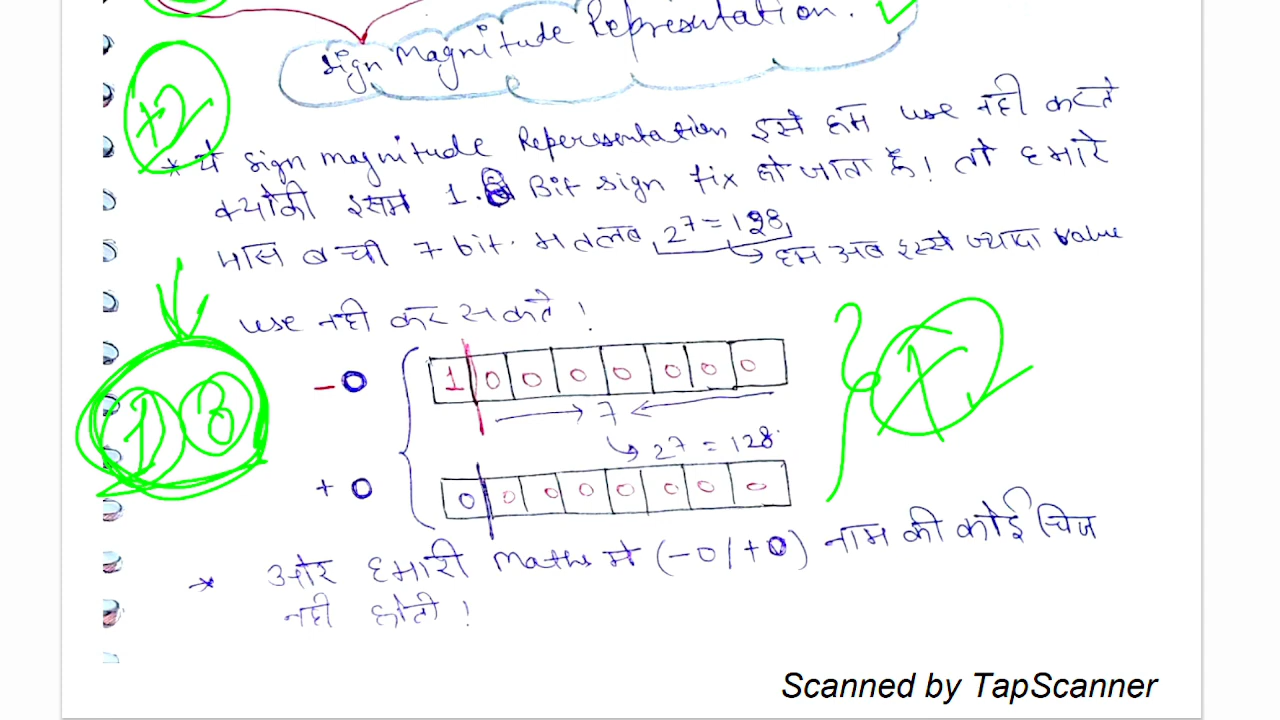 Sign Magnitude Representation.
+2
* ये Sign magnitude Reperesentation इसे हम use नही करते
क्योकी इसमे 1. Bit sign fix हो जाता है। तो हमारे
पास बची 7 bit. मतलब 2⁷ = 128
→ हम अब इससे ज्यादा value
use नही कर सकते।
-0 1 0 0 0 0 0 0 0
7
2⁷ = 128.
+0 0 0 0 0 0 0 0 0
* और हमारी Maths मे (-0/+0) नाम की कोई चिज
नही होती।
Scanned by TapScanner